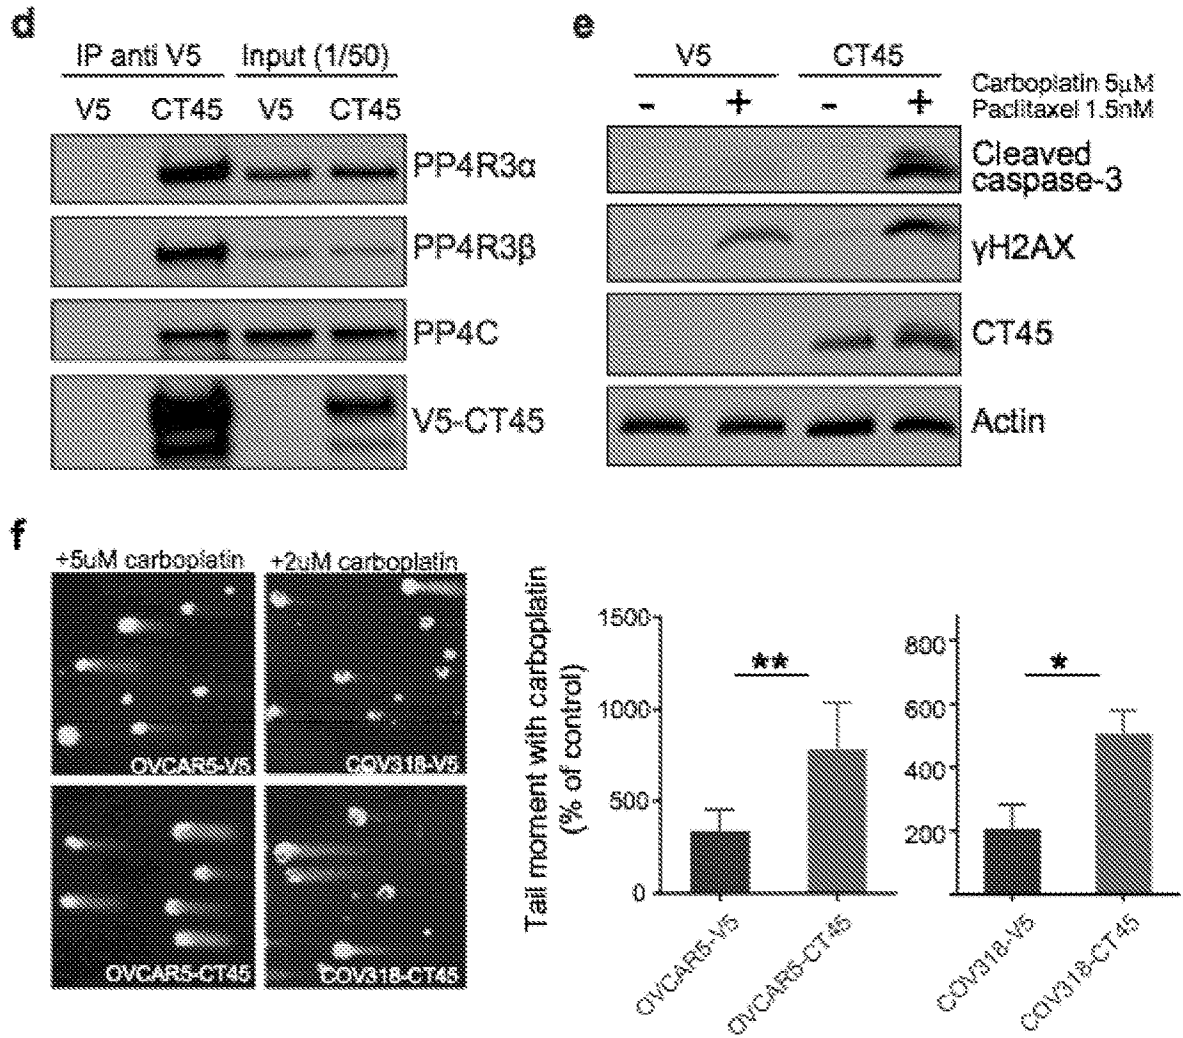 d
IP anti V5 Input (1/50)
V5 CT45 V5 CT45
PP4R3α
PP4R3β
PP4C
V5-CT45
e
V5 CT45
- + - +
Carboplatin 5μM
Paclitaxel 1.5nM
Cleaved
caspase-3
γH2AX
CT45
Actin
f
+5uM carboplatin +2uM carboplatin
OVCAR5-V5 COV318-V5
OVCAR5-CT45 COV318-CT45
Tail moment with carboplatin
(% of control)
1500
1000
500
0
**
OVCAR5-V5
OVCAR5-CT45
800
600
400
200
*
COV318-V5
COV318-CT45